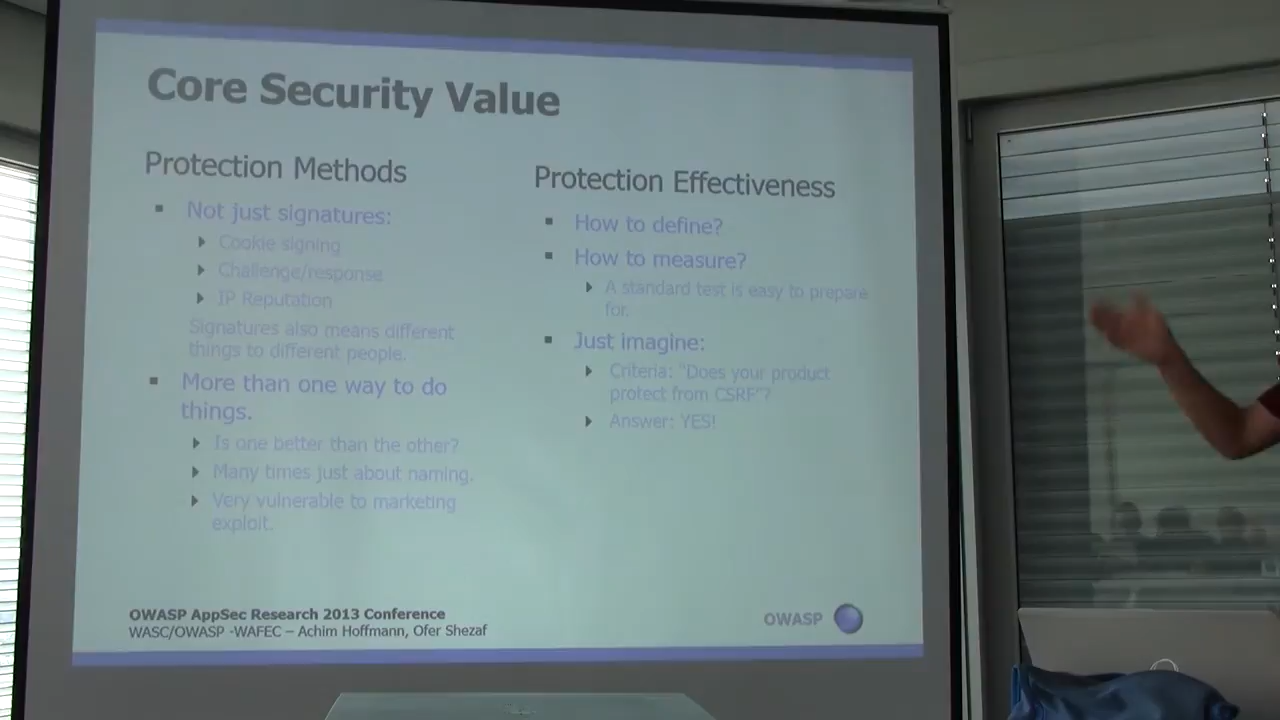 Core Security Value
Protection Methods
Not just signatures:
Cookie signing
Challenge/response
IP Reputation
Signatures also means different
things to different people.
More than one way to do
things.
Is one better than the other?
Many times just about naming.
Very vulnerable to marketing
exploit.
Protection Effectiveness
How to define?
How to measure?
A standard test is easy to prepare
for.
Just imagine:
Criteria: "Does your product
protect from CSRF"?
Answer: YES!
OWASP AppSec Research 2013 Conference
WASC/OWASP -WAFEC – Achim Hoffmann, Ofer Shezaf
OWASP